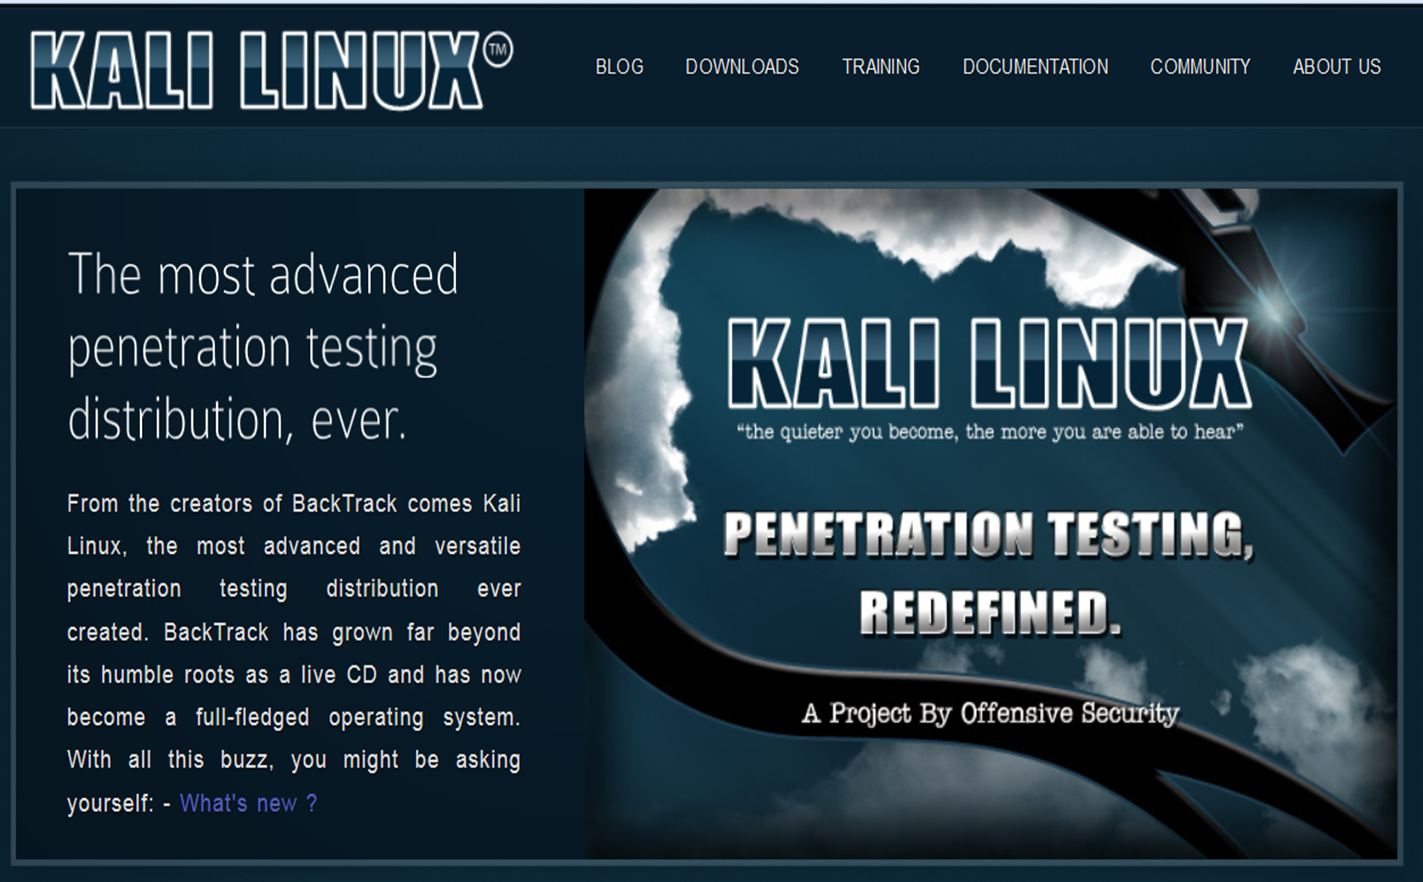 KALI LINUX™
BLOG DOWNLOADS TRAINING DOCUMENTATION COMMUNITY ABOUT US
The most advanced
penetration testing
distribution, ever.
From the creators of BackTrack comes Kali
Linux, the most advanced and versatile
penetration testing distribution ever
created. BackTrack has grown far beyond
its humble roots as a live CD and has now
become a full-fledged operating system.
With all this buzz, you might be asking
yourself: - What's new ?
KALI LINUX
“the quieter you become, the more you are able to hear”
PENETRATION TESTING,
REDEFINED.
A Project By Offensive Security